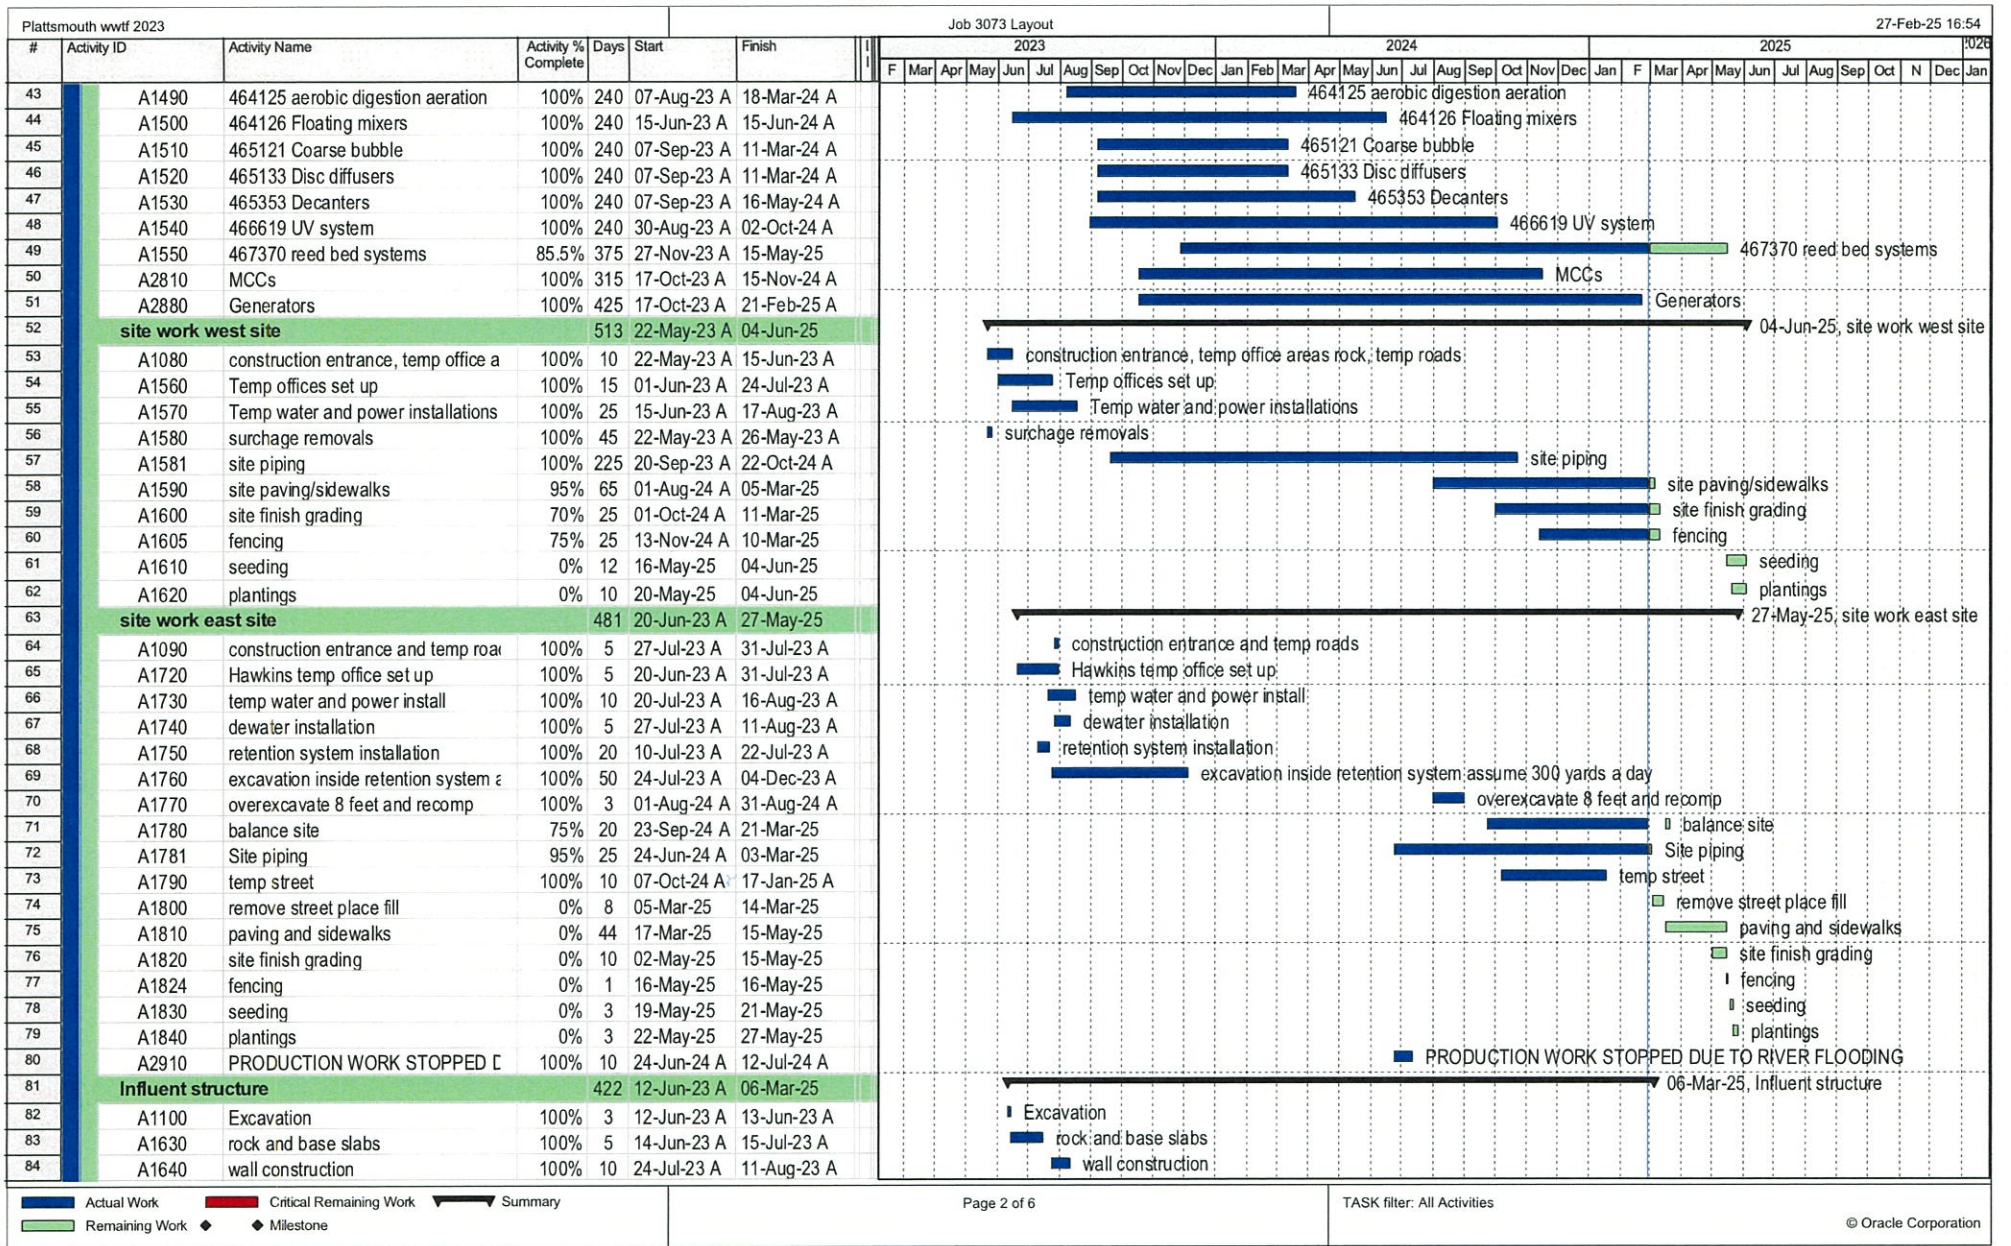 Plattsmouth wwtf 2023 Job 3073 Layout 27-Feb-25 16:54
# Activity ID Activity Name Activity % Complete Days Start Finish 2023 2024 2025
F Mar Apr May Jun Jul Aug Sep Oct Nov Dec Jan Feb Mar Apr May Jun Jul Aug Sep Oct Nov Dec Jan F Mar Apr May Jun Jul Aug Sep Oct N Dec Jan
43 A1490 464125 aerobic digestion aeration 100% 240 07-Aug-23 A 18-Mar-24 A 464125 aerobic digestion aeration
44 A1500 464126 Floating mixers 100% 240 15-Jun-23 A 15-Jun-24 A 464126 Floating mixers
45 A1510 465121 Coarse bubble 100% 240 07-Sep-23 A 11-Mar-24 A 465121 Coarse bubble
46 A1520 465133 Disc diffusers 100% 240 07-Sep-23 A 11-Mar-24 A 465133 Disc diffusers
47 A1530 465353 Decanters 100% 240 07-Sep-23 A 16-May-24 A 465353 Decanters
48 A1540 466619 UV system 100% 240 30-Aug-23 A 02-Oct-24 A 466619 UV system
49 A1550 467370 reed bed systems 85.5% 375 27-Nov-23 A 15-May-25 467370 reed bed systems
50 A2810 MCCs 100% 315 17-Oct-23 A 15-Nov-24 A MCCs
51 A2880 Generators 100% 425 17-Oct-23 A 21-Feb-25 A Generators
52 site work west site 513 22-May-23 A 04-Jun-25 04-Jun-25, site work west site
53 A1080 construction entrance, temp office a 100% 10 22-May-23 A 15-Jun-23 A construction entrance, temp office areas rock, temp roads
54 A1560 Temp offices set up 100% 15 01-Jun-23 A 24-Jul-23 A Temp offices set up
55 A1570 Temp water and power installations 100% 25 15-Jun-23 A 17-Aug-23 A Temp water and power installations
56 A1580 surchage removals 100% 45 22-May-23 A 26-May-23 A surchage removals
57 A1581 site piping 100% 225 20-Sep-23 A 22-Oct-24 A site piping
58 A1590 site paving/sidewalks 95% 65 01-Aug-24 A 05-Mar-25 site paving/sidewalks
59 A1600 site finish grading 70% 25 01-Oct-24 A 11-Mar-25 site finish grading
60 A1605 fencing 75% 25 13-Nov-24 A 10-Mar-25 fencing
61 A1610 seeding 0% 12 16-May-25 04-Jun-25 seeding
62 A1620 plantings 0% 10 20-May-25 04-Jun-25 plantings
63 site work east site 481 20-Jun-23 A 27-May-25 27-May-25, site work east site
64 A1090 construction entrance and temp road 100% 5 27-Jul-23 A 31-Jul-23 A construction entrance and temp roads
65 A1720 Hawkins temp office set up 100% 5 20-Jun-23 A 31-Jul-23 A Hawkins temp office set up
66 A1730 temp water and power install 100% 10 20-Jul-23 A 16-Aug-23 A temp water and power install
67 A1740 dewater installation 100% 5 27-Jul-23 A 11-Aug-23 A dewater installation
68 A1750 retention system installation 100% 20 10-Jul-23 A 22-Jul-23 A retention system installation
69 A1760 excavation inside retention system a 100% 50 24-Jul-23 A 04-Dec-23 A excavation inside retention system assume 300 yards a day
70 A1770 overexcavate 8 feet and recomp 100% 3 01-Aug-24 A 31-Aug-24 A overexcavate 8 feet and recomp
71 A1780 balance site 75% 20 23-Sep-24 A 21-Mar-25 balance site
72 A1781 Site piping 95% 25 24-Jun-24 A 03-Mar-25 Site piping
73 A1790 temp street 100% 10 07-Oct-24 A 17-Jan-25 A temp street
74 A1800 remove street place fill 0% 8 05-Mar-25 14-Mar-25 remove street place fill
75 A1810 paving and sidewalks 0% 44 17-Mar-25 15-May-25 paving and sidewalks
76 A1820 site finish grading 0% 10 02-May-25 15-May-25 site finish grading
77 A1824 fencing 0% 1 16-May-25 16-May-25 fencing
78 A1830 seeding 0% 3 19-May-25 21-May-25 seeding
79 A1840 plantings 0% 3 22-May-25 27-May-25 plantings
80 A2910 PRODUCTION WORK STOPPED D 100% 10 24-Jun-24 A 12-Jul-24 A PRODUCTION WORK STOPPED DUE TO RIVER FLOODING
81 Influent structure 422 12-Jun-23 A 06-Mar-25 06-Mar-25, Influent structure
82 A1100 Excavation 100% 3 12-Jun-23 A 13-Jun-23 A Excavation
83 A1630 rock and base slabs 100% 5 14-Jun-23 A 15-Jul-23 A rock and base slabs
84 A1640 wall construction 100% 10 24-Jul-23 A 11-Aug-23 A wall construction
Actual Work Critical Remaining Work Summary Page 2 of 6 TASK filter: All Activities
Remaining Work Milestone © Oracle Corporation